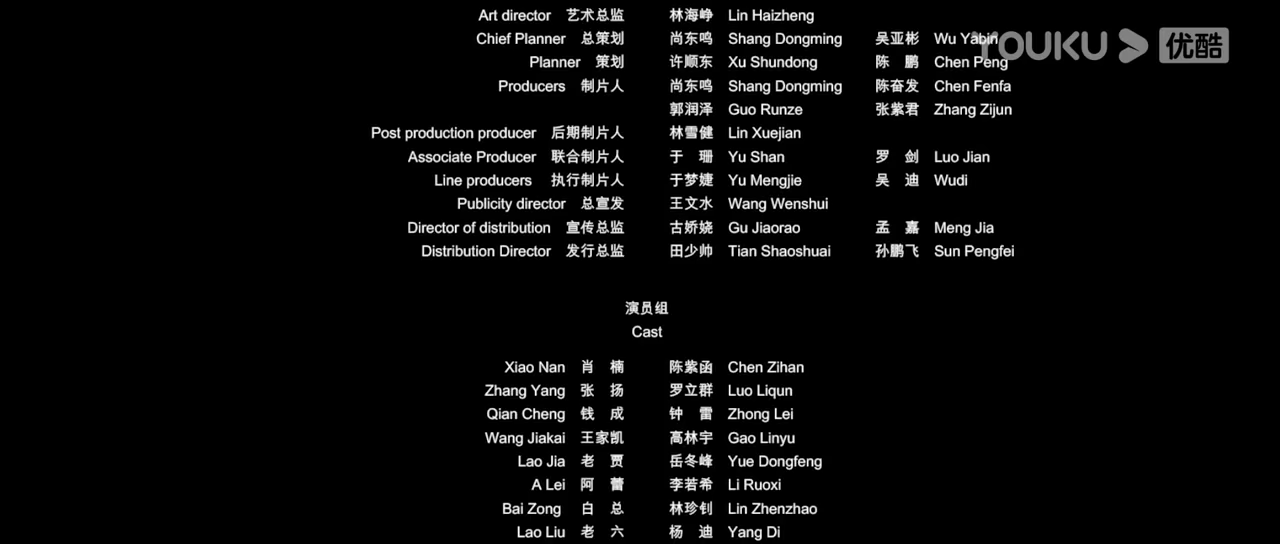 Art director 艺术总监 林海峥 Lin Haizheng
Chief Planner 总策划 尚东鸣 Shang Dongming 吴亚彬 Wu Yabin
YOUKU 优酷
Planner 策划 许顺东 Xu Shundong 陈 鹏 Chen Peng
Producers 制片人 尚东鸣 Shang Dongming 陈奋发 Chen Fenfa
郭润泽 Guo Runze 张紫君 Zhang Zijun
Post production producer 后期制片人 林雪健 Lin Xuejian
Associate Producer 联合制片人 于 珊 Yu Shan 罗 剑 Luo Jian
Line producers 执行制片人 于梦婕 Yu Mengjie 吴 迪 Wudi
Publicity director 总宣发 王文水 Wang Wenshui
Director of distribution 宣传总监 古娇娆 Gu Jiaorao 孟 嘉 Meng Jia
Distribution Director 发行总监 田少帅 Tian Shaoshuai 孙鹏飞 Sun Pengfei
演员组
Cast
Xiao Nan 肖 楠 陈紫函 Chen Zihan
Zhang Yang 张 扬 罗立群 Luo Liqun
Qian Cheng 钱 成 钟 雷 Zhong Lei
Wang Jiakai 王家凯 高林宇 Gao Linyu
Lao Jia 老 贾 岳冬峰 Yue Dongfeng
A Lei 阿 蕾 李若希 Li Ruoxi
Bai Zong 白 总 林珍钊 Lin Zhenzhao
Lao Liu 老 六 杨 迪 Yang Di